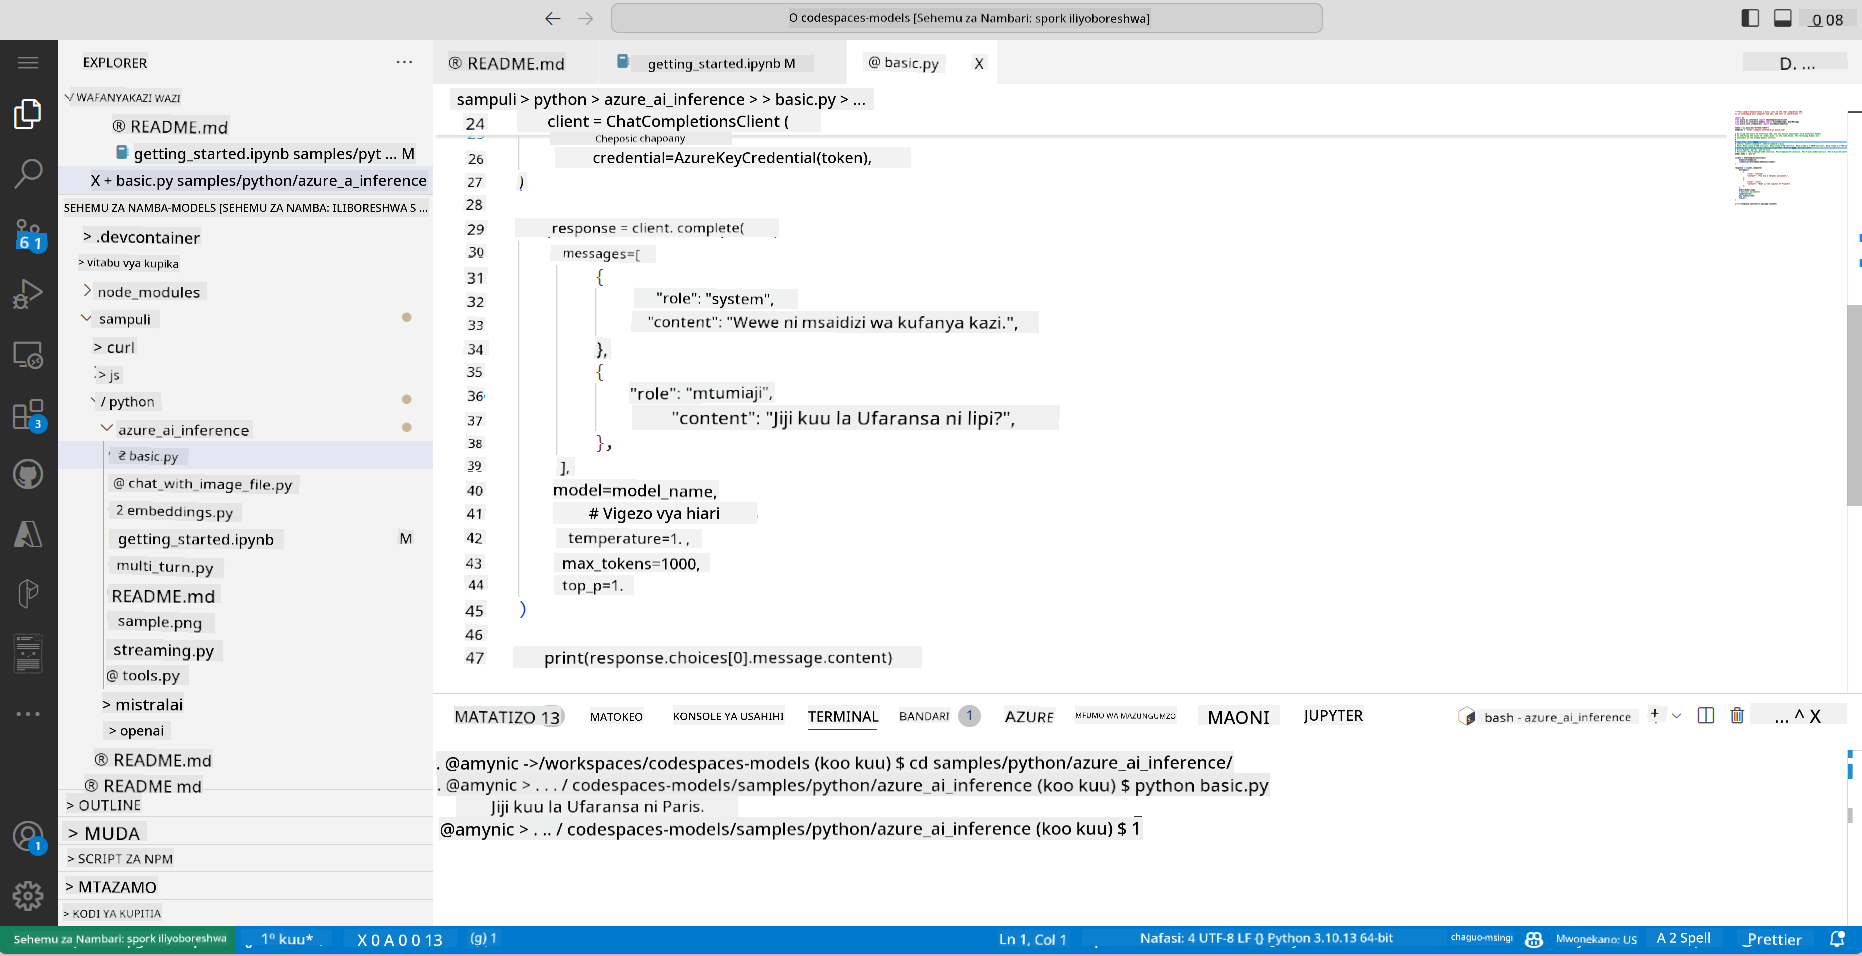 O codespaces-models [Sehemu za Nambari: spork iliyoboreshwa]
0 08
EXPLORER ...
WAFANYAKAZI WAZI
® README.md
getting_started.ipynb samples/pyt ... M
X + basic.py samples/python/azure_a_inference
SEHEMU ZA NAMBA-MODELS [SEHEMU ZA NAMBA: ILIBORESHWA S ...
> .devcontainer
> vitabu vya kupika
> node_modules
sampuli
> curl
> js
/ python
azure_ai_inference
basic.py
@ chat_with_image_file.py
2 embeddings.py
getting_started.ipynb M
multi_turn.py
README.md
sample.png
streaming.py
@ tools.py
> mistralai
> openai
® README.md
® README md
> OUTLINE
> MUDA
> SCRIPT ZA NPM
> MTAZAMO
> KODI YA KUPITIA
61
3
1
® README.md
getting_started.ipynb M
@ basic.py X
D. ...
sampuli > python > azure_ai_inference > > basic.py > ...
24 client = ChatCompletionsClient (
Cheposic chapoany
26 credential=AzureKeyCredential(token),
27 )
28
29 response = client. complete(
30 messages=[
31 {
32 "role": "system",
33 "content": "Wewe ni msaidizi wa kufanya kazi.",
34 },
35 {
36 "role": "mtumiaji",
37 "content": "Jiji kuu la Ufaransa ni lipi?",
38 },
39 ],
40 model=model_name,
41 # Vigezo vya hiari
42 temperature=1. ,
43 max_tokens=1000,
44 top_p=1.
45 )
46
47 print(response.choices[0].message.content)
MATATIZO 13 MATOKEO KONSOLE YA USAHIHI TERMINAL BANDARI 1 AZURE MFUMO WA MAZUNGUMZO MAONI JUPYTER
bash - azure_ai_inference + ... ^ X
. @amynic ->/workspaces/codespaces-models (koo kuu) $ cd samples/python/azure_ai_inference/
. @amynic > . . . / codespaces-models/samples/python/azure_ai_inference (koo kuu) $ python basic.py
Jiji kuu la Ufaransa ni Paris.
@amynic > . .. / codespaces-models/samples/python/azure_ai_inference (koo kuu) $ 1
Sehemu za Nambari: spork iliyoboreshwa 1º kuu* X 0 A 0 0 13 (g) 1 Ln 1, Col 1 Nafasi: 4 UTF-8 LF {} Python 3.10.13 64-bit chaguo-msingi Mwonekano: US A 2 Spell Prettier